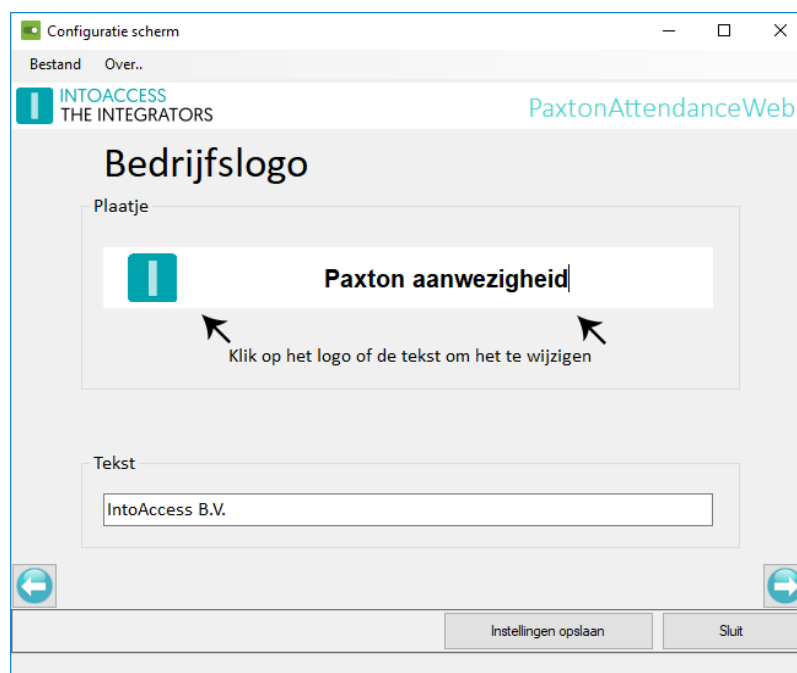 Configuratie scherm
Bestand Over..
INTOACCESS
THE INTEGRATORS
PaxtonAttendanceWeb
Bedrijfslogo
Plaatje
Paxton aanwezigheid
Klik op het logo of de tekst om het te wijzigen
Tekst
IntoAccess B.V.
Instellingen opslaan Sluit